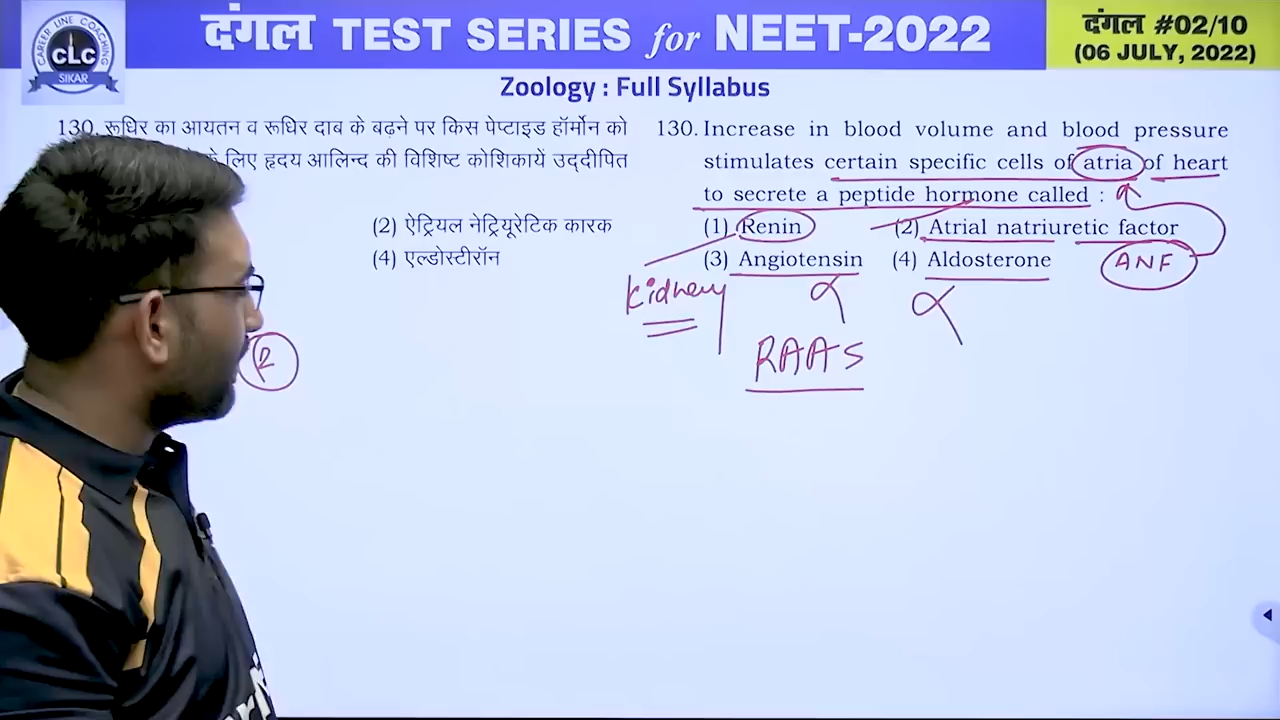 दंगल TEST SERIES for NEET-2022
दंगल #02/10
(06 JULY, 2022)
CAREER LINE COACHING
CLC
SIKAR
Zoology : Full Syllabus
130. रूधिर का आयतन व रूधिर दाब के बढ़ने पर किस पेप्टाइड हॉर्मोन को
के लिए हृदय आलिन्द की विशिष्ट कोशिकायें उद्दीपित
(2) ऐट्रियल नेट्रियूरेटिक कारक
(4) एल्डोस्टीरॉन
130. Increase in blood volume and blood pressure
stimulates certain specific cells of atria of heart
to secrete a peptide hormone called :
(1) Renin (2) Atrial natriuretic factor
(3) Angiotensin (4) Aldosterone
ANF
Kidney
RAAS